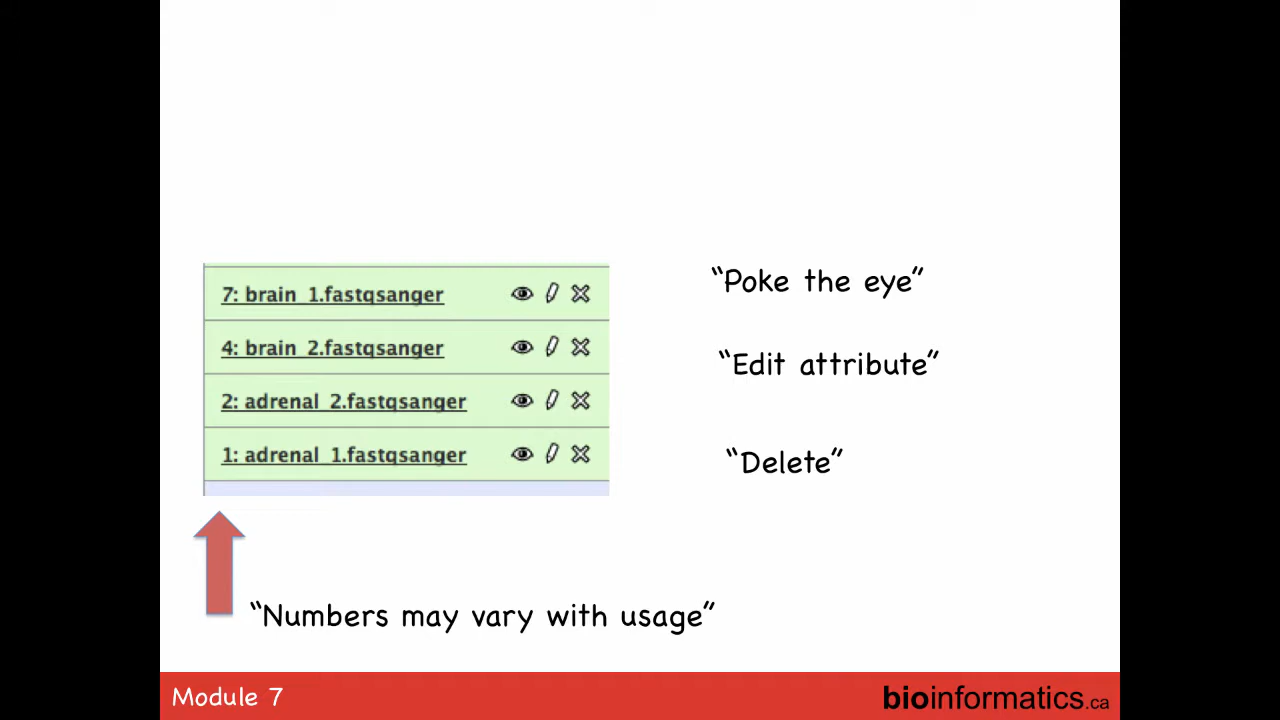 7: brain_1.fastqsanger
4: brain_2.fastqsanger
2: adrenal_2.fastqsanger
1: adrenal_1.fastqsanger
“Poke the eye”
“Edit attribute”
“Delete”
“Numbers may vary with usage”
Module 7
bioinformatics.ca